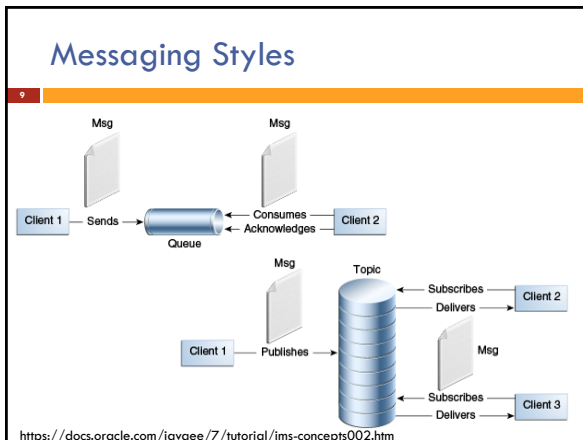 Messaging Styles
9
Msg
Msg
Client 1
Sends
Queue
Consumes
Acknowledges
Client 2
Msg
Topic
Client 1
Publishes
Subscribes
Delivers
Client 2
Msg
Subscribes
Delivers
Client 3
https://docs.oracle.com/javaee/7/tutorial/jms-concepts002.htm